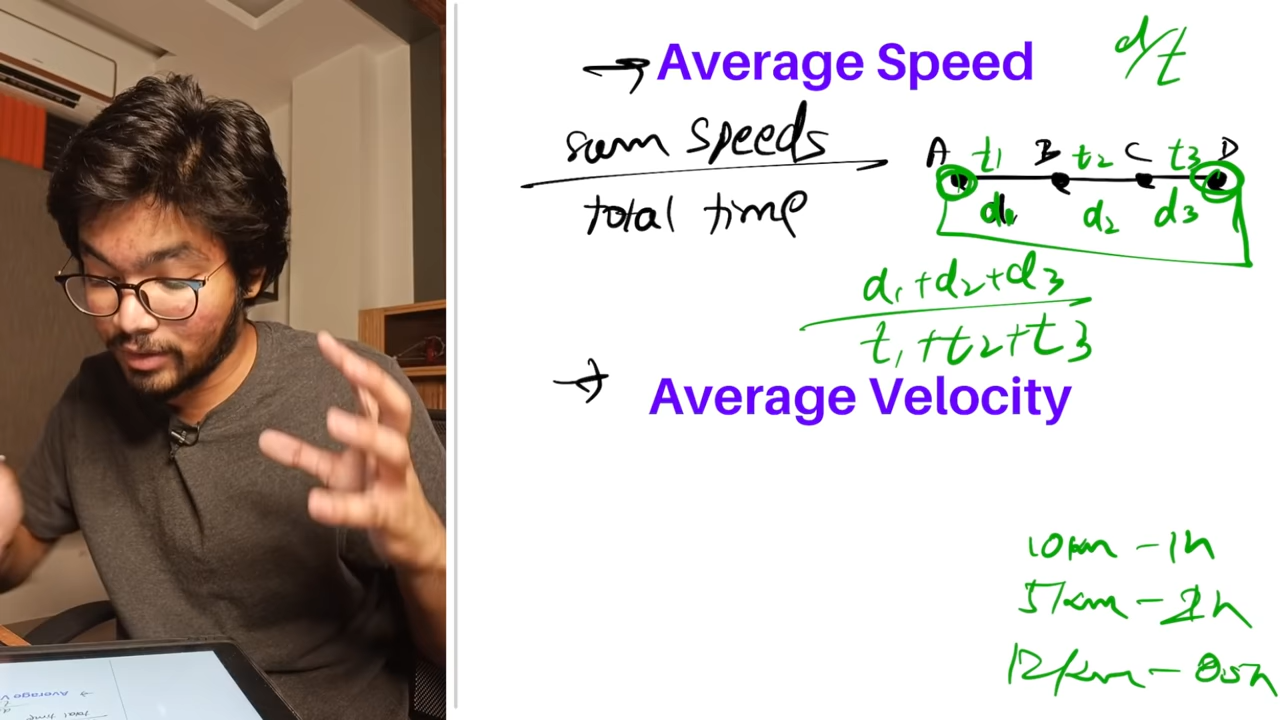 → Average Speed
d/t
sum speeds
total time
A t1 B t2 C t3 D
d1 d2 d3
d1+d2+d3
t1+t2+t3
→ Average Velocity
10km - 1h
5km - 2h
12km - 0.5h